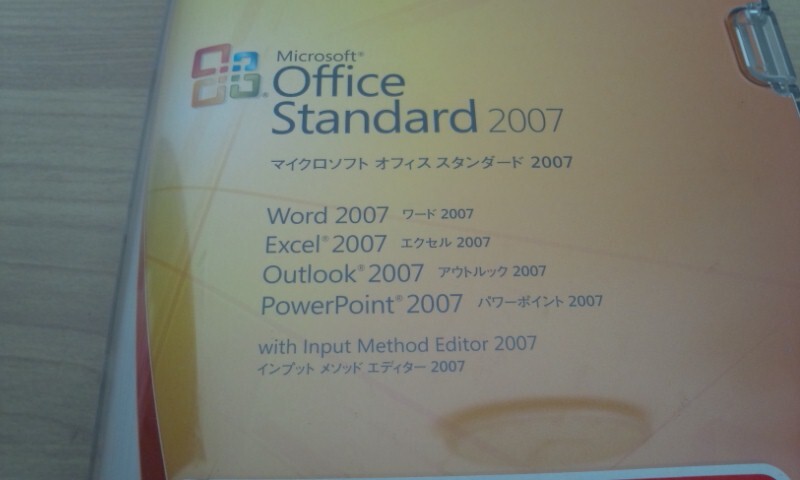 Microsoft®
Office
Standard 2007
マイクロソフト オフィス スタンダード 2007
Word 2007 ワード 2007
Excel® 2007 エクセル 2007
Outlook® 2007 アウトルック 2007
PowerPoint® 2007 パワーポイント 2007
with Input Method Editor 2007
インプット メソッド エディター 2007